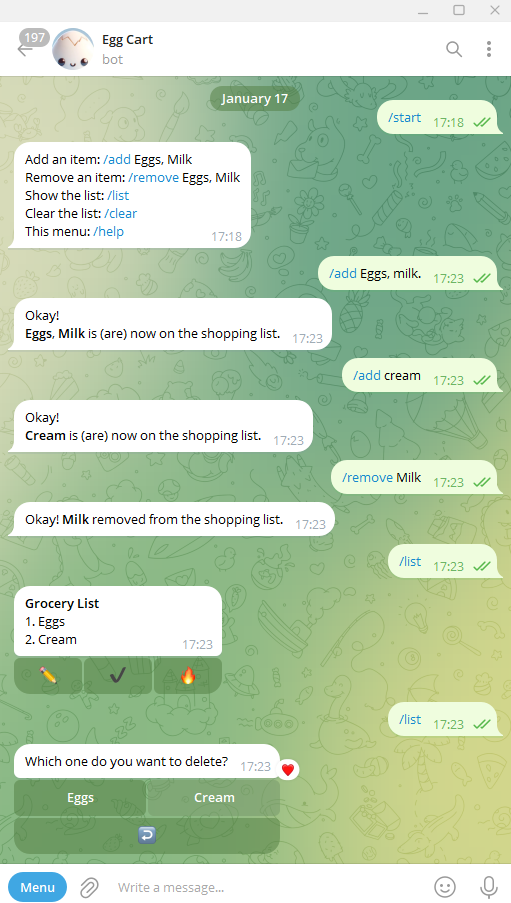 197
Egg Cart
bot
January 17
/start 17:18
Add an item: /add Eggs, Milk
Remove an item: /remove Eggs, Milk
Show the list: /list
Clear the list: /clear
This menu: /help
17:18
/add Eggs, milk. 17:23
Okay!
Eggs, Milk is (are) now on the shopping list. 17:23
/add cream 17:23
Okay!
Cream is (are) now on the shopping list. 17:23
/remove Milk 17:23
Okay! Milk removed from the shopping list. 17:23
/list 17:23
Grocery List
1. Eggs
2. Cream
17:23
/list 17:23
Which one do you want to delete? 17:23
Eggs Cream
Menu Write a message...